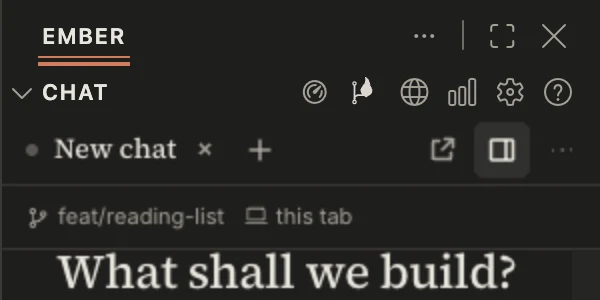 EMBER
CHAT
New chat
feat/reading-list this tab
What shall we build?